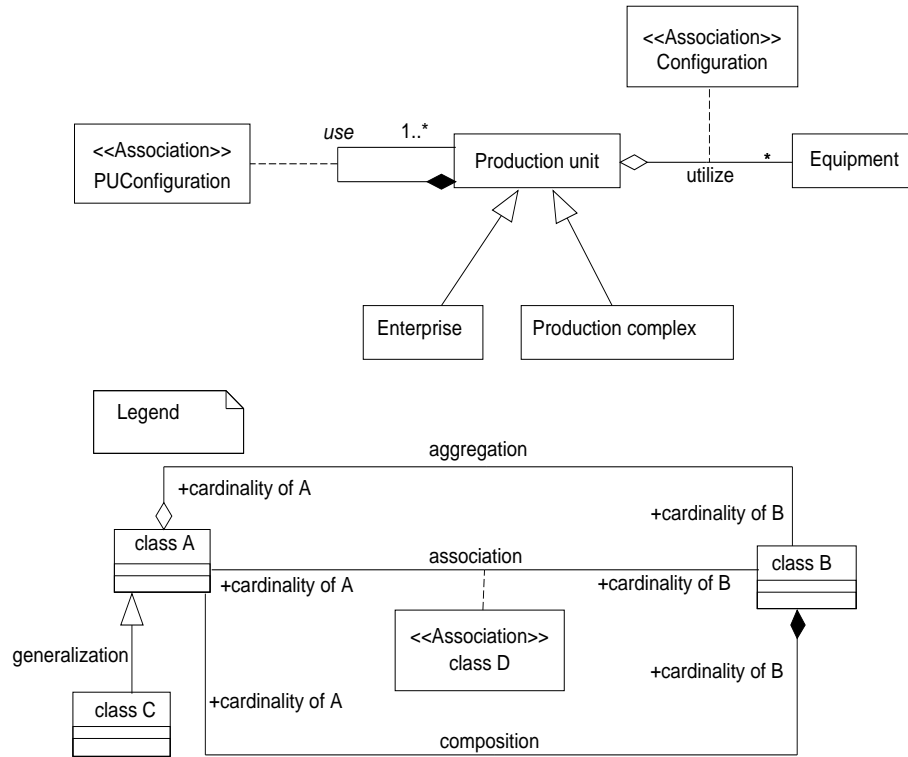 <<Association>>
Configuration
use
1..*
<<Association>>
PUConfiguration
Production unit
utilize
*
Equipment
Enterprise
Production complex
Legend
aggregation
+cardinality of A
+cardinality of B
class A
association
class B
+cardinality of A
+cardinality of B
<<Association>>
class D
generalization
+cardinality of B
class C
+cardinality of A
composition